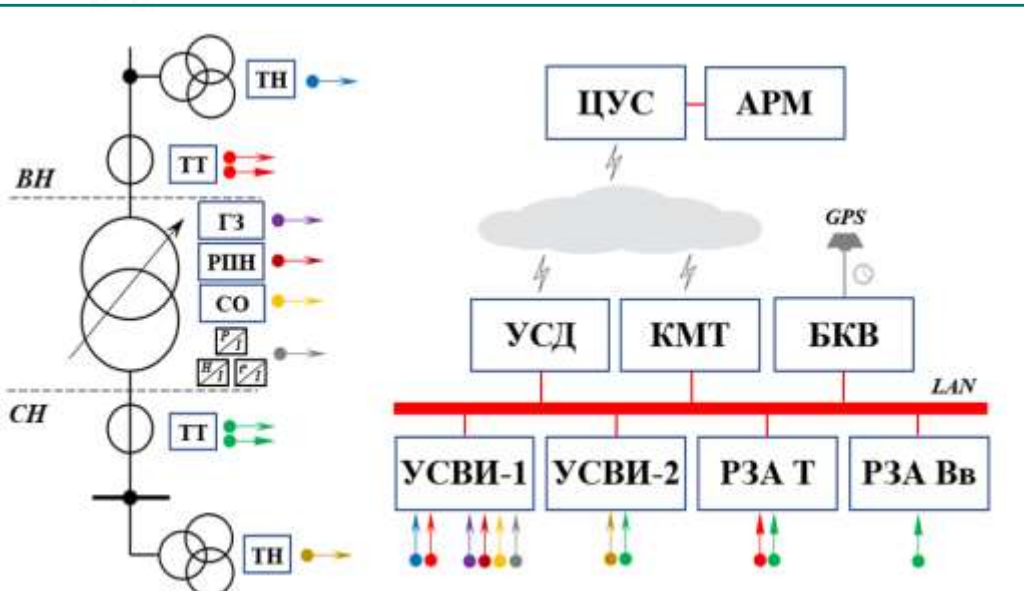 ТН
ТТ
ВН
ГЗ
РПН
СО
P/I
H/I t°/I
СН
ТТ
ТН
ЦУС АРМ
GPS
УСД КМТ БКВ
LAN
УСВИ-1 УСВИ-2 РЗА Т РЗА Вв